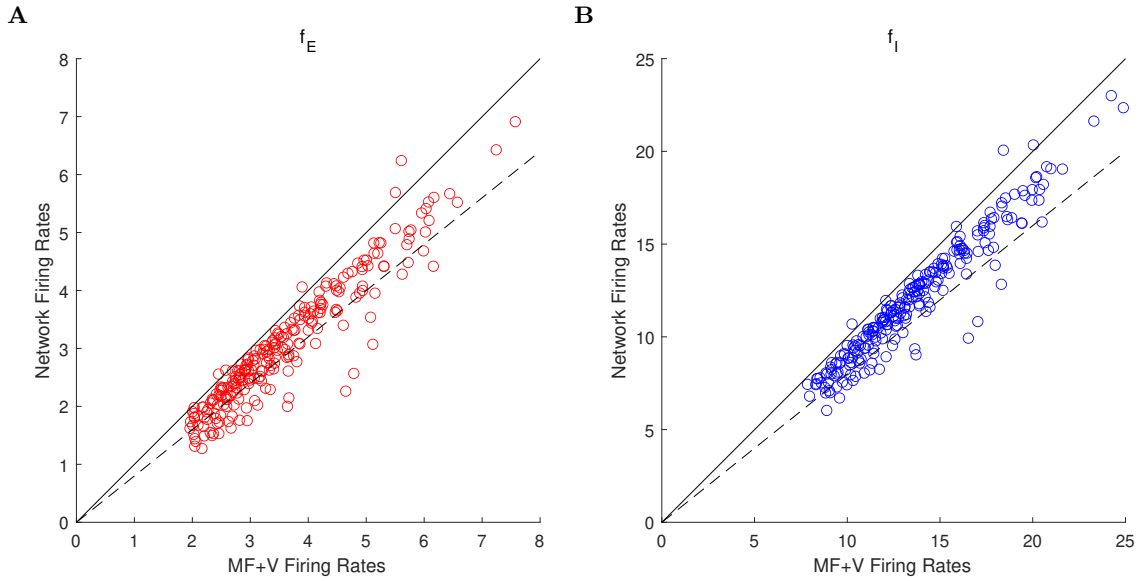 A
f_E
8
7
6
5
4
3
2
1
0
Network Firing Rates
0 1 2 3 4 5 6 7 8
MF+V Firing Rates
B
f_I
25
20
15
10
5
0
Network Firing Rates
0 5 10 15 20 25
MF+V Firing Rates